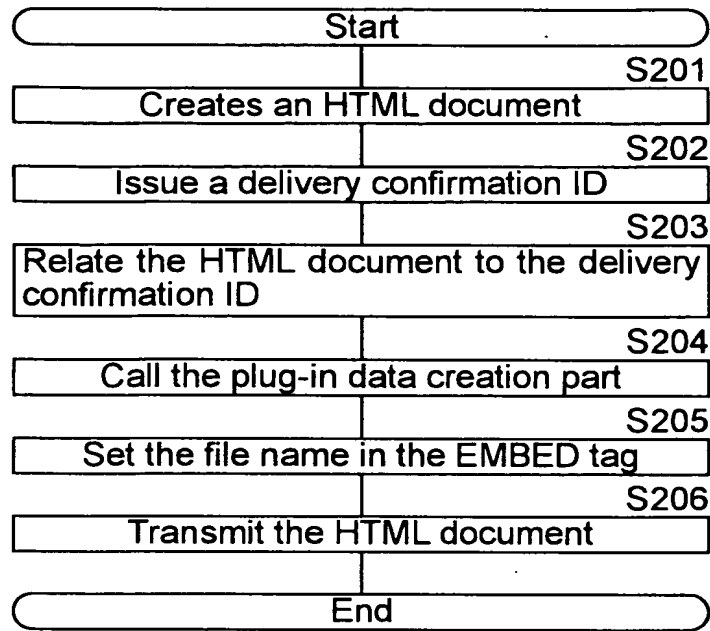 Start
S201
Creates an HTML document
S202
Issue a delivery confirmation ID
S203
Relate the HTML document to the delivery
confirmation ID
S204
Call the plug-in data creation part
S205
Set the file name in the EMBED tag
S206
Transmit the HTML document
End